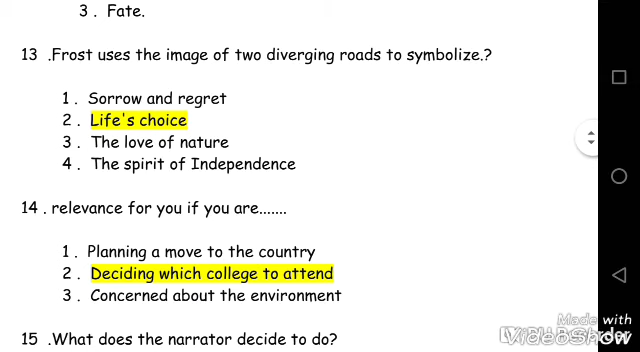 3 . Fate.
13 .Frost uses the image of two diverging roads to symbolize.?
1 . Sorrow and regret
2 . Life's choice
3 . The love of nature
4 . The spirit of Independence
14 . relevance for you if you are.......
1 . Planning a move to the country
2 . Deciding which college to attend
3 . Concerned about the environment
15 .What does the narrator decide to do?
Made with
VideoShow